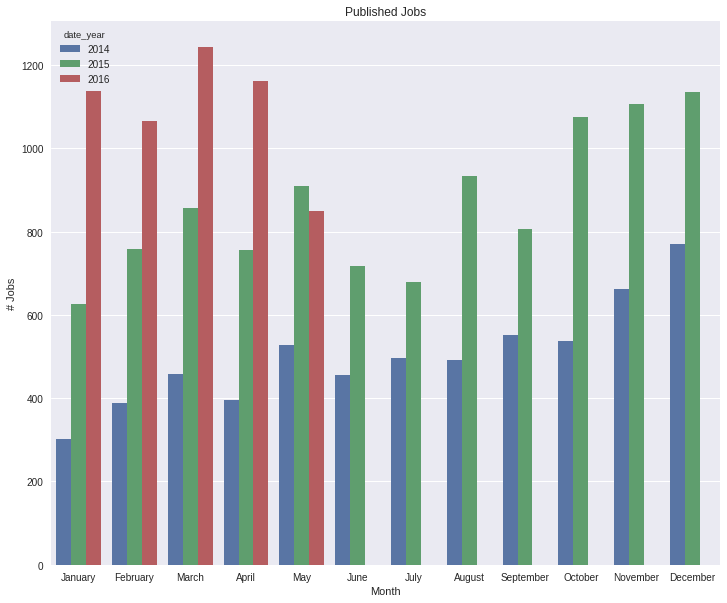 Published Jobs
date_year
2014
2015
2016
1200
1000
800
600
400
200
0
# Jobs
January February March April May June July August September October November December
Month